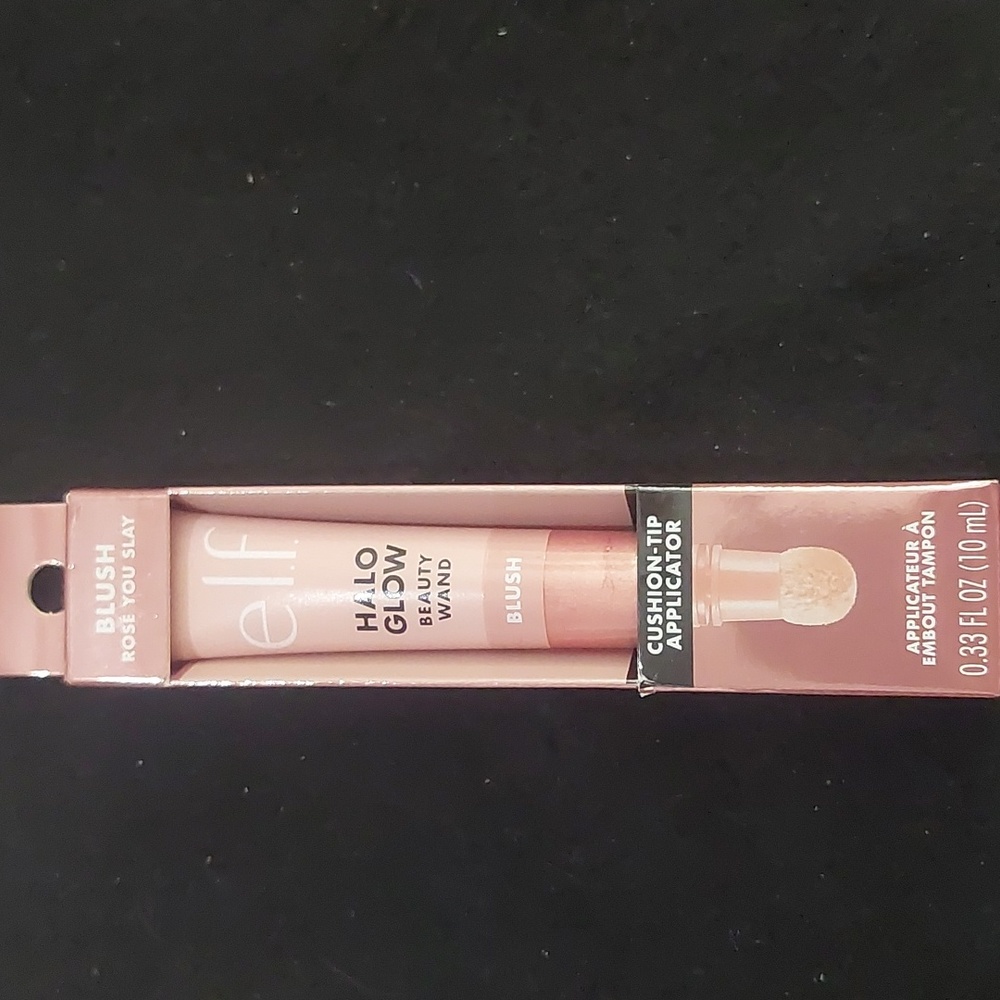 BLUSH
ROSÉ YOU SLAY
e.l.f.
HALO
GLOW
BEAUTY
WAND
BLUSH
CUSHION-TIP
APPLICATOR
APPLICATEUR À
EMBOUT TAMPON
0.33 FL OZ (10 mL)